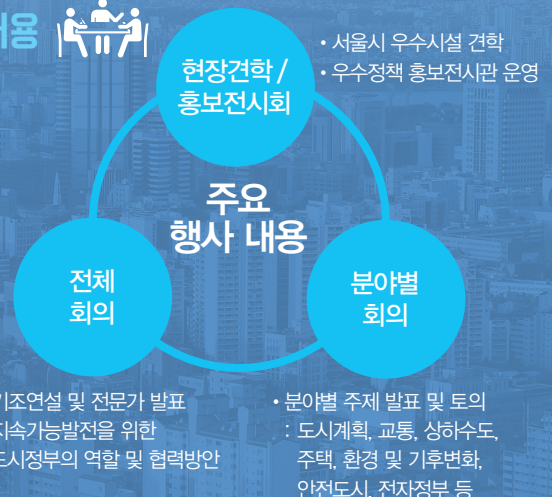 용
현장견학 /
홍보전시회
• 서울시 우수시설 견학
• 우수정책 홍보전시관 운영
주요
행사 내용
전체
회의
분야별
회의
기조연설 및 전문가 발표
지속가능발전을 위한
도시정부의 역할 및 협력방안
• 분야별 주제 발표 및 토의
: 도시계획, 교통, 상하수도,
주택, 환경 및 기후변화,
안전도시, 전자정부 등